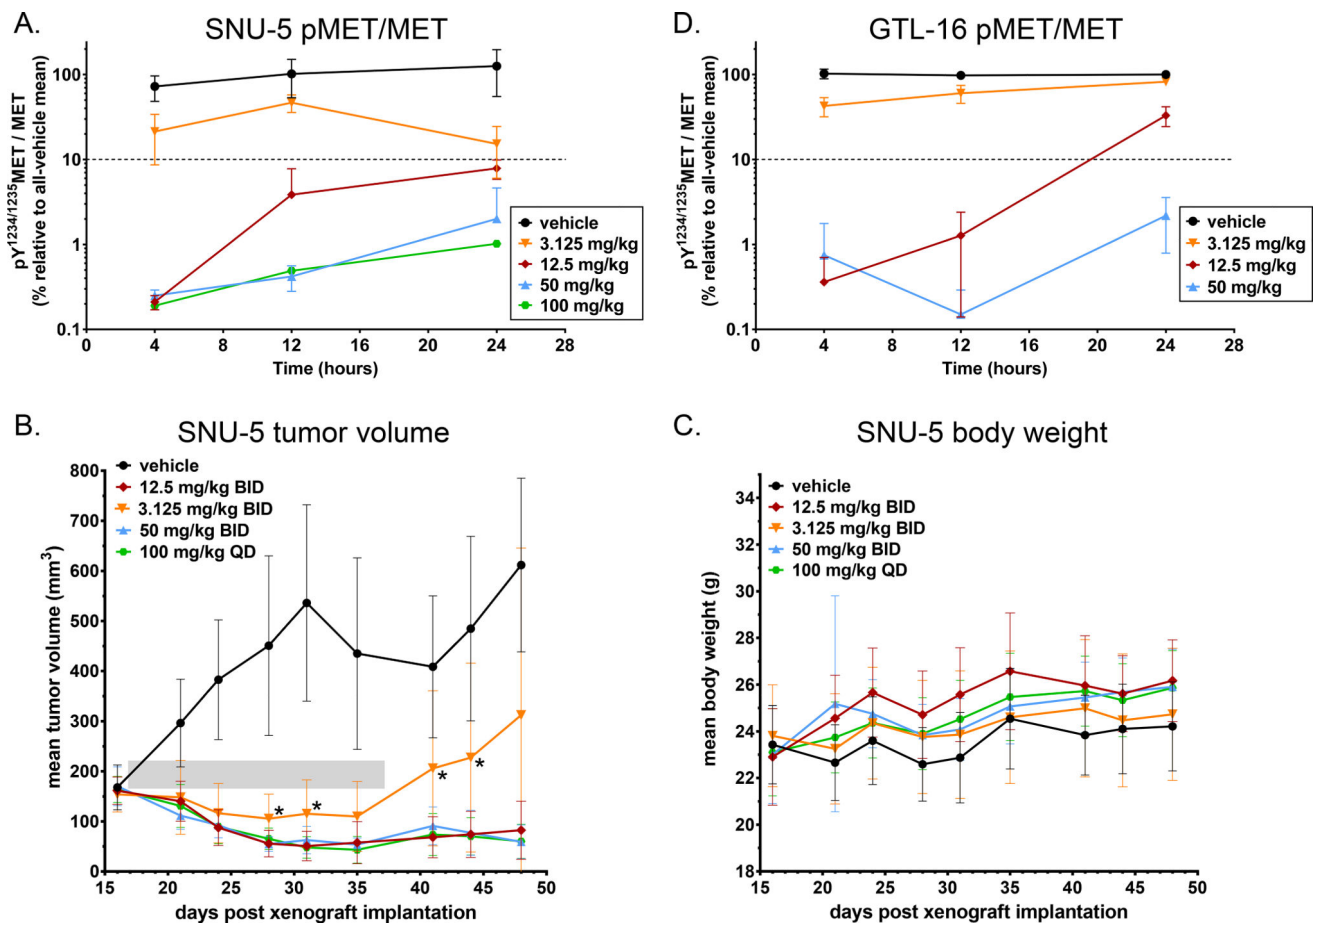 A.
SNU-5 pMET/MET
pY1234/1235MET / MET
(% relative to all-vehicle mean)
100
10
1
0.1
0 4 8 12 16 20 24 28
Time (hours)
vehicle
3.125 mg/kg
12.5 mg/kg
50 mg/kg
100 mg/kg
D.
GTL-16 pMET/MET
pY1234/1235MET / MET
(% relative to all-vehicle mean)
100
10
1
0.1
0 4 8 12 16 20 24 28
Time (hours)
vehicle
3.125 mg/kg
12.5 mg/kg
50 mg/kg
B.
SNU-5 tumor volume
mean tumor volume (mm3)
800
700
600
500
400
300
200
100
0
15 20 25 30 35 40 45 50
days post xenograft implantation
vehicle
12.5 mg/kg BID
3.125 mg/kg BID
50 mg/kg BID
100 mg/kg QD
* * * *
C.
SNU-5 body weight
mean body weight (g)
34
32
30
28
26
24
22
20
18
15 20 25 30 35 40 45 50
days post xenograft implantation
vehicle
12.5 mg/kg BID
3.125 mg/kg BID
50 mg/kg BID
100 mg/kg QD